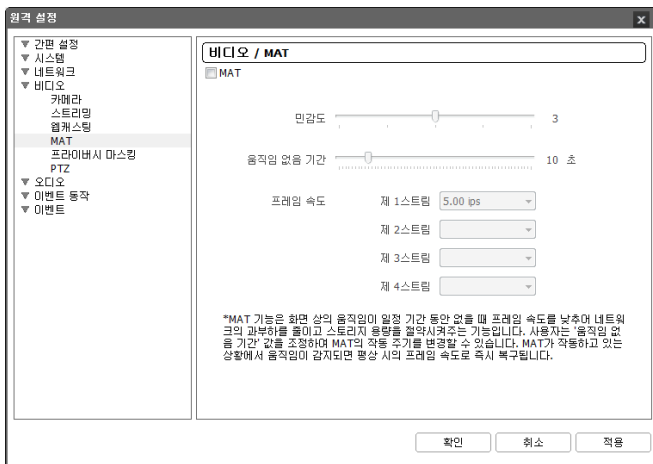 원격 설정
x
간편 설정
시스템
네트워크
비디오
카메라
스트리밍
웹캐스팅
MAT
프라이버시 마스킹
PTZ
오디오
이벤트 동작
이벤트
비디오 / MAT
MAT
민감도 3
움직임 없음 기간 10 초
프레임 속도 제 1스트림 5.00 ips
제 2스트림
제 3스트림
제 4스트림
*MAT 기능은 화면 상의 움직임이 일정 기간 동안 없을 때 프레임 속도를 낮추어 네트워
크의 과부하를 줄이고 스토리지 용량을 절약시켜주는 기능입니다. 사용자는 '움직임 없
음 기간' 값을 조정하여 MAT의 작동 주기를 변경할 수 있습니다. MAT가 작동하고 있는
상황에서 움직임이 감지되면 평상 시의 프레임 속도로 즉시 복구됩니다.
확인 취소 적용